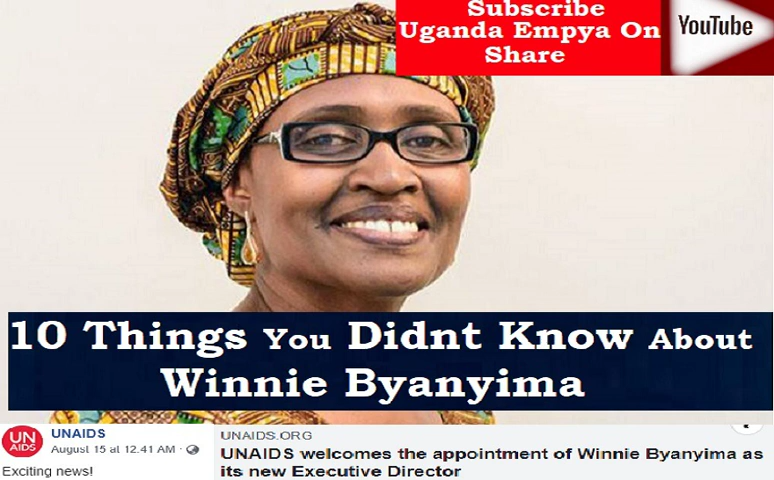 Subscribe
Uganda Empya On
Share
YouTube
10 Things You Didnt Know About
Winnie Byanyima
UN
AIDS
UNAIDS
August 15 at 12.41 AM ·
Exciting news!
UNAIDS.ORG
UNAIDS welcomes the appointment of Winnie Byanyima as
its new Executive Director